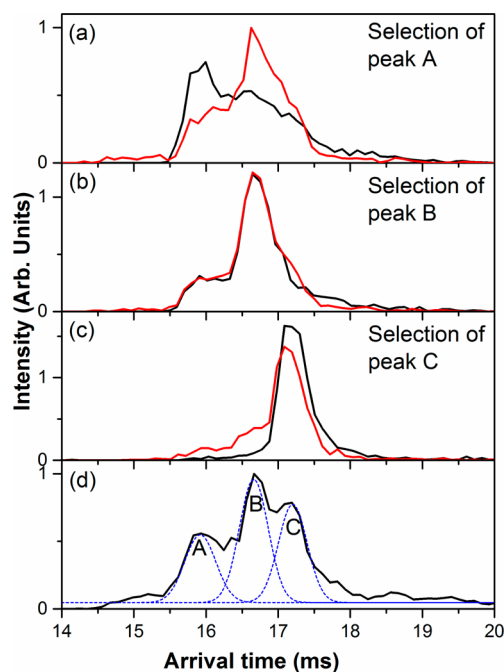 (a)
Selection of
peak A
1
0
(b)
Selection of
peak B
1
0
(c)
Selection of
peak C
1
0
(d)
A
B
C
1
0
14 15 16 17 18 19 20
Arrival time (ms)
Intensity (Arb. Units)